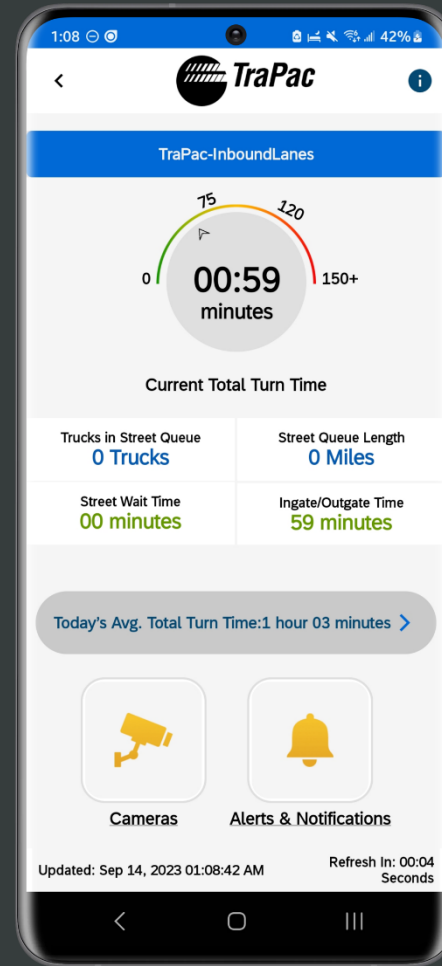 1:08 42%
TraPac
TraPac-InboundLanes
75
120
0
150+
00:59
minutes
Current Total Turn Time
Trucks in Street Queue
0 Trucks
Street Queue Length
0 Miles
Street Wait Time
00 minutes
Ingate/Outgate Time
59 minutes
Today's Avg. Total Turn Time:1 hour 03 minutes
Cameras
Alerts & Notifications
Updated: Sep 14, 2023 01:08:42 AM
Refresh In: 00:04
Seconds